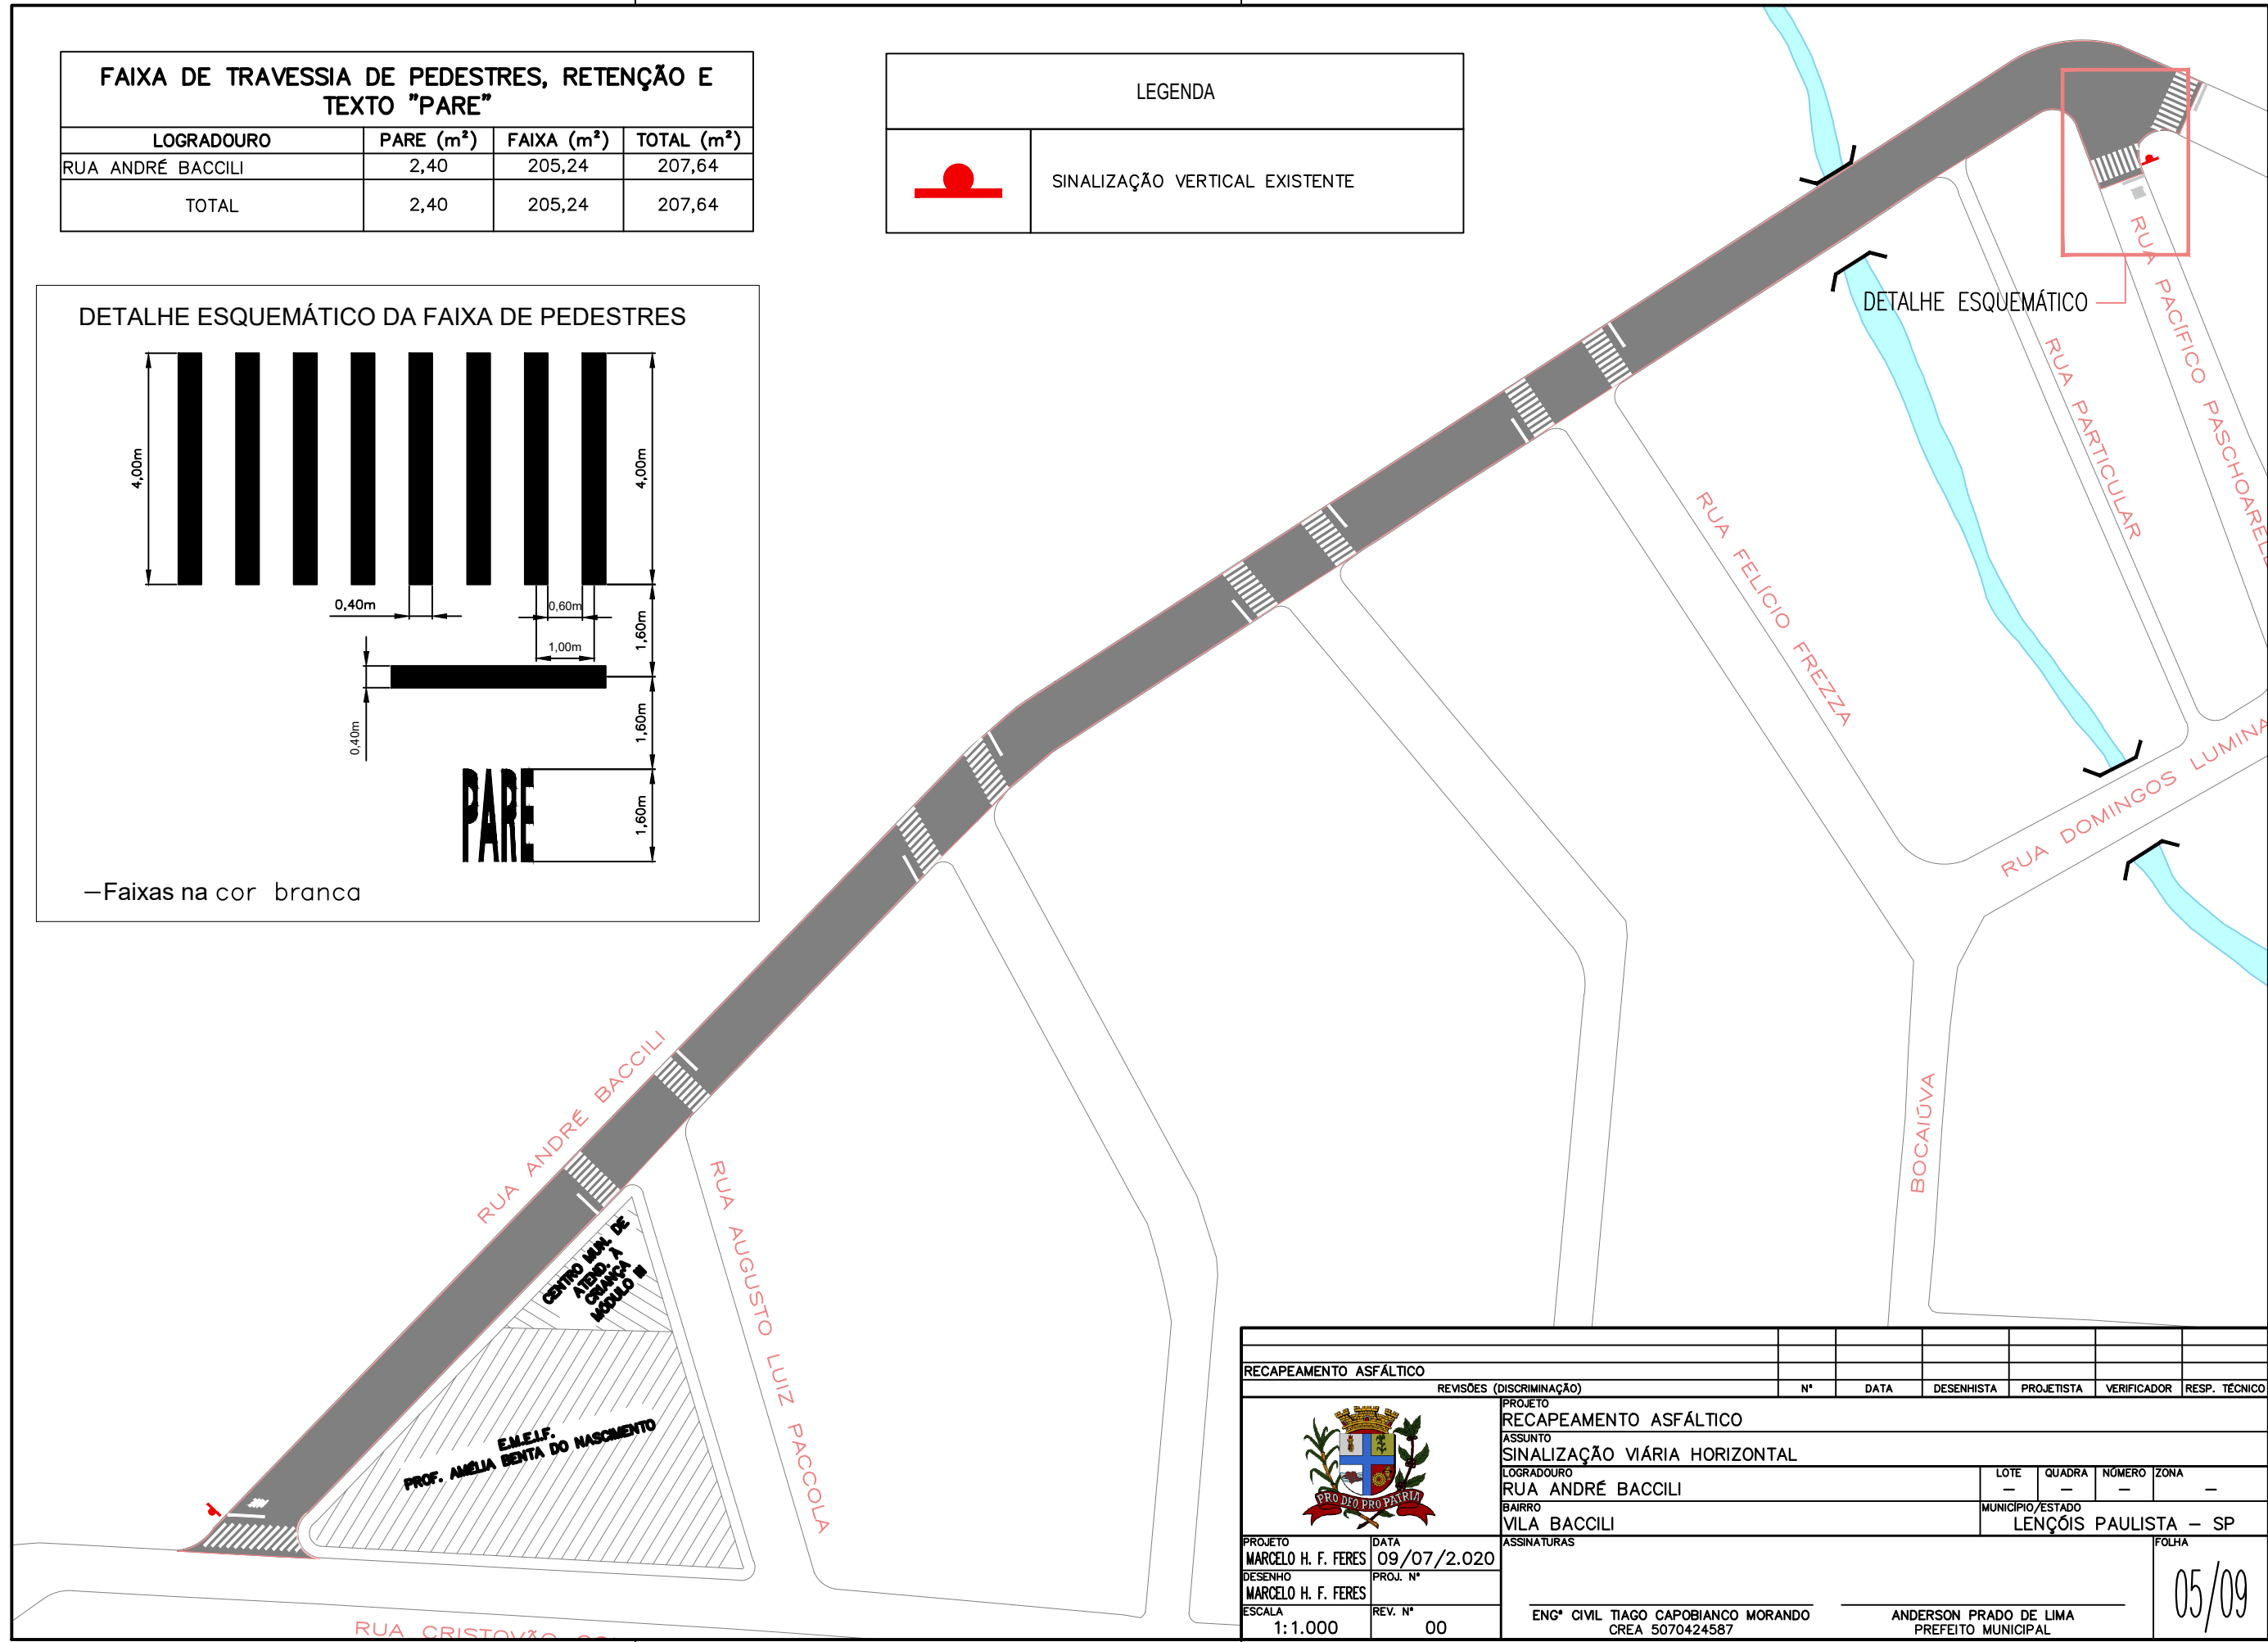 FAIXA DE TRAVESSIA DE PEDESTRES, RETENÇÃO E
TEXTO "PARE"
LOGRADOURO PARE (m²) FAIXA (m²) TOTAL (m²)
RUA ANDRÉ BACCILI 2,40 205,24 207,64
TOTAL 2,40 205,24 207,64
LEGENDA
SINALIZAÇÃO VERTICAL EXISTENTE
DETALHE ESQUEMÁTICO DA FAIXA DE PEDESTRES
4,00m
4,00m
0,40m
0,60m
1,00m
1,60m
0,40m
1,60m
PARE
1,60m
–Faixas na cor branca
DETALHE ESQUEMÁTICO
RUA PACÍFICO
RUA PARTICULAR
RUA FELÍCIO FREZZA
RUA DOMINGOS
BOCAIÚVA
RUA ANDRÉ BACCILI
RUA AUGUSTO LUIZ PACCOLA
CENTRO MUN. DE
ATEND. À
CRIANÇA
MÓDULO III
E.M.E.I.F.
PROF. AMÉLIA BENTA DO NASCIMENTO
RUA
RECAPEAMENTO ASFÁLTICO
REVISÕES (DISCRIMINAÇÃO) Nº DATA DESENHISTA PROJETISTA VERIFICADOR RESP. TÉCNICO
PRO DEO PRO PATRIA
PROJETO
RECAPEAMENTO ASFÁLTICO
ASSUNTO
SINALIZAÇÃO VIÁRIA HORIZONTAL
LOGRADOURO
RUA ANDRÉ BACCILI
LOTE QUADRA NÚMERO ZONA
– – – –
BAIRRO
VILA BACCILI
MUNICÍPIO/ESTADO
LENÇÓIS PAULISTA – SP
PROJETO
MARCELO H. F. FERES
DATA
09/07/2.020
DESENHO
MARCELO H. F. FERES
PROJ. Nº
ESCALA
1:1.000
REV. Nº
00
ASSINATURAS
ENGº CIVIL TIAGO CAPOBIANCO MORANDO
CREA 5070424587
ANDERSON PRADO DE LIMA
PREFEITO MUNICIPAL
FOLHA
05/09